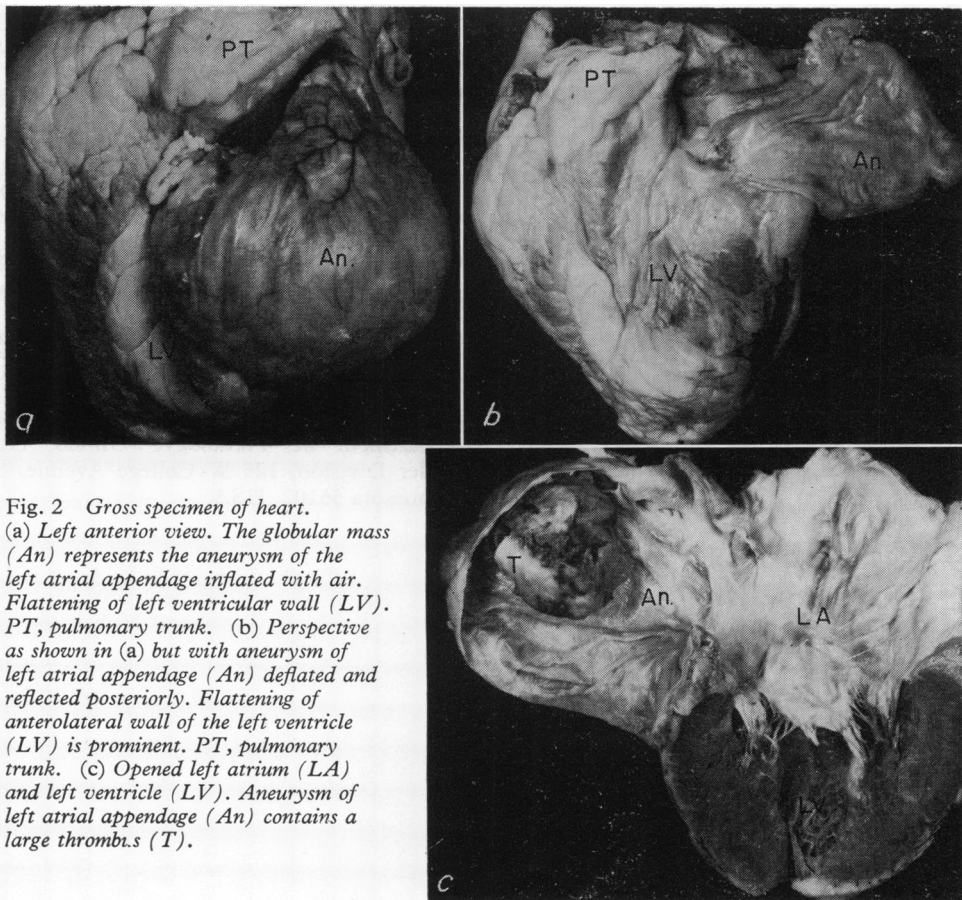 PT
An.
LV
a
PT
An.
LV
b
Fig. 2 Gross specimen of heart.
(a) Left anterior view. The globular mass
(An) represents the aneurysm of the
left atrial appendage inflated with air.
Flattening of left ventricular wall (LV).
PT, pulmonary trunk. (b) Perspective
as shown in (a) but with aneurysm of
left atrial appendage (An) deflated and
reflected posteriorly. Flattening of
anterolateral wall of the left ventricle
(LV) is prominent. PT, pulmonary
trunk. (c) Opened left atrium (LA)
and left ventricle (LV). Aneurysm of
left atrial appendage (An) contains a
large thrombus (T).
T
An.
LA
LV
c